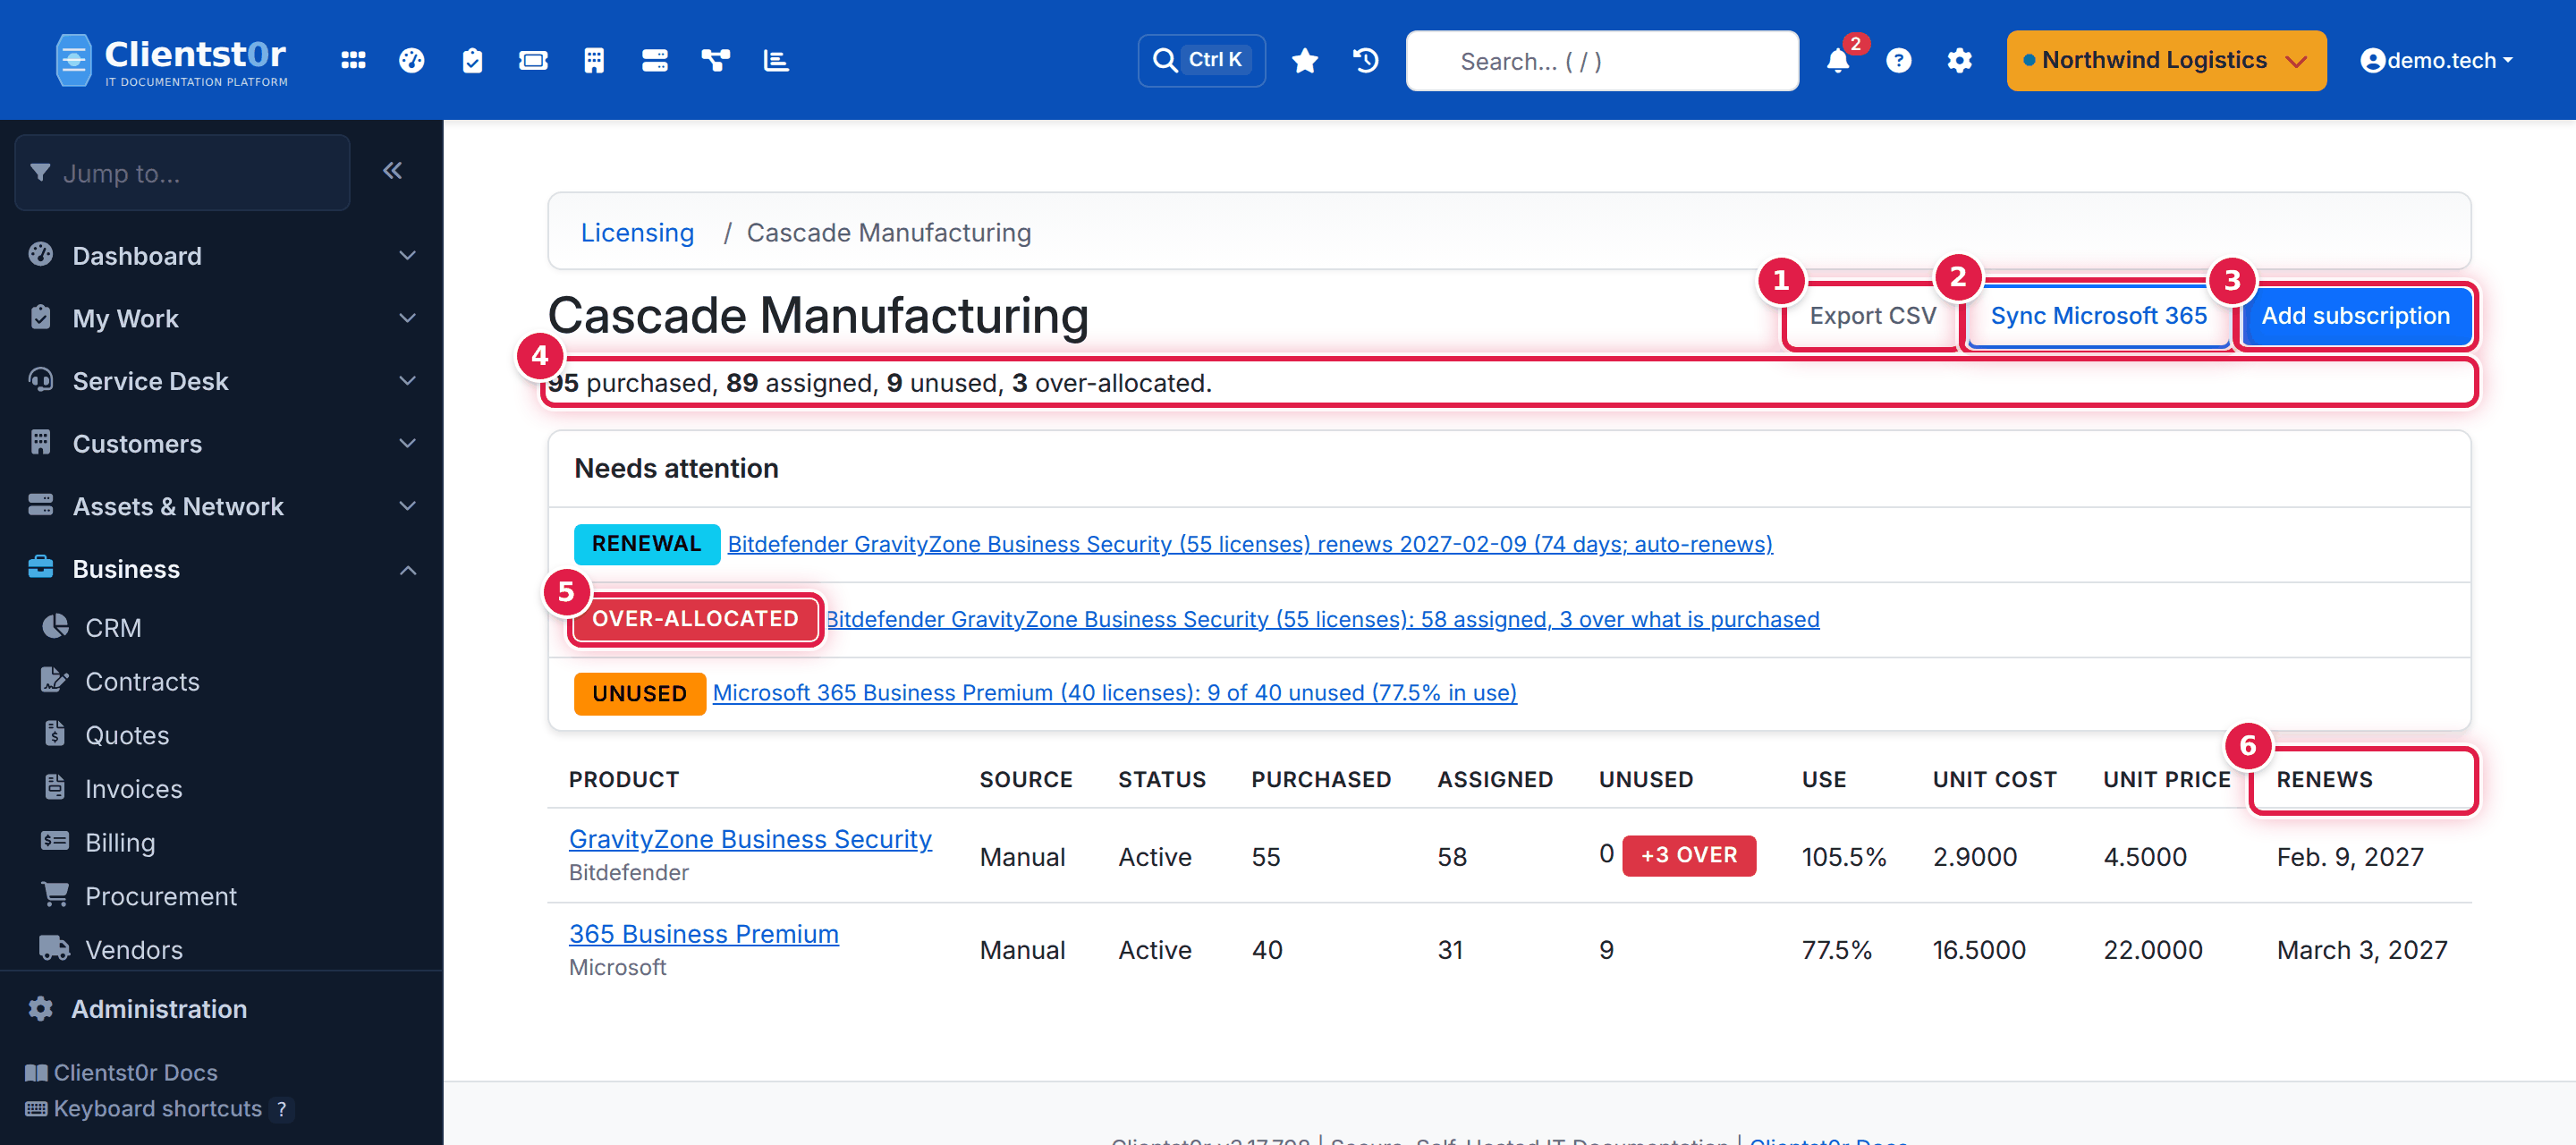 Clientst0r
IT DOCUMENTATION PLATFORM
Ctrl K
Search... ( / )
2
?
Northwind Logistics
demo.tech
Jump to...
Dashboard
My Work
Service Desk
Customers
Assets & Network
Business
CRM
Contracts
Quotes
Invoices
Billing
Procurement
Vendors
Administration
Clientst0r Docs
Keyboard shortcuts ?
Licensing / Cascade Manufacturing
Cascade Manufacturing
1 Export CSV
2 Sync Microsoft 365
3 Add subscription
4
95 purchased, 89 assigned, 9 unused, 3 over-allocated.
Needs attention
RENEWAL Bitdefender GravityZone Business Security (55 licenses) renews 2027-02-09 (74 days; auto-renews)
5
OVER-ALLOCATED Bitdefender GravityZone Business Security (55 licenses): 58 assigned, 3 over what is purchased
UNUSED Microsoft 365 Business Premium (40 licenses): 9 of 40 unused (77.5% in use)
6
PRODUCT SOURCE STATUS PURCHASED ASSIGNED UNUSED USE UNIT COST UNIT PRICE RENEWS
GravityZone Business Security
Bitdefender
Manual Active 55 58 0 +3 OVER 105.5% 2.9000 4.5000 Feb. 9, 2027
365 Business Premium
Microsoft
Manual Active 40 31 9 77.5% 16.5000 22.0000 March 3, 2027